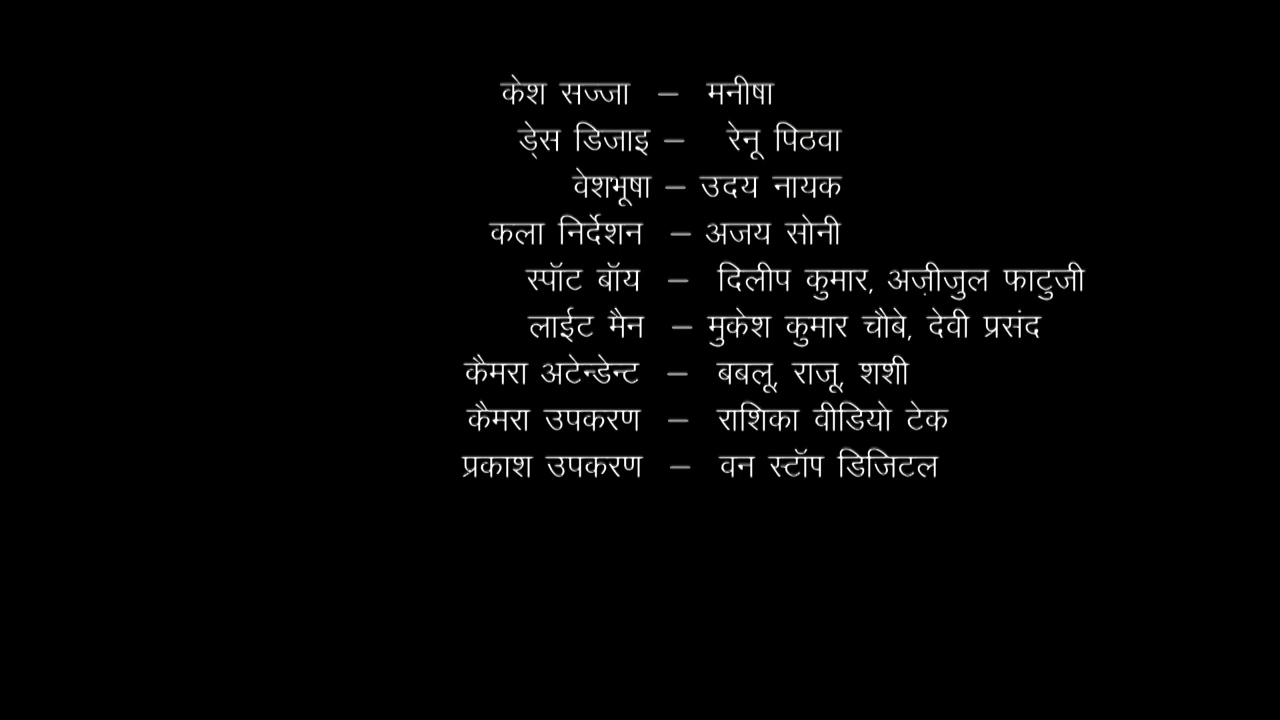 केश सज्जा – मनीषा
ड्रेस डिजाइ – रेनू पिठवा
वेशभूषा – उदय नायक
कला निर्देशन – अजय सोनी
स्पॉट बॉय – दिलीप कुमार, अज़ीजुल फाटुजी
लाईट मैन – मुकेश कुमार चौबे, देवी प्रसंद
कैमरा अटेन्डेन्ट – बबलू, राजू, शशी
कैमरा उपकरण – राशिका वीडियो टेक
प्रकाश उपकरण – वन स्टॉप डिजिटल